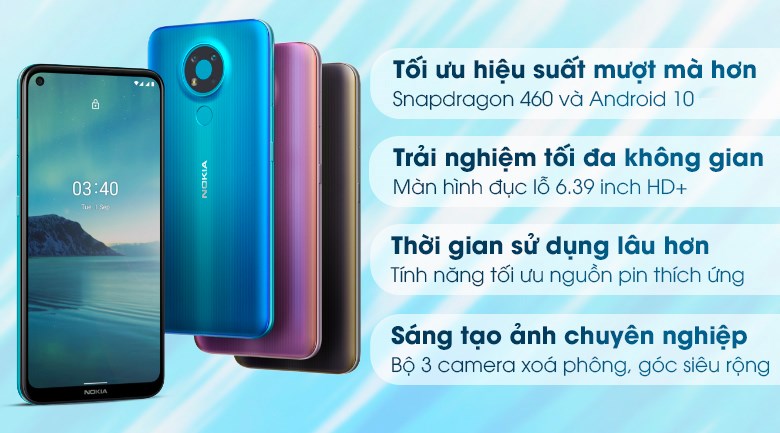 03:40
Tue, 1 Sep
NOKIA
NOKIA
Tối ưu hiệu suất mượt mà hơn
Snapdragon 460 và Android 10
Trải nghiệm tối đa không gian
Màn hình đục lỗ 6.39 inch HD+
Thời gian sử dụng lâu hơn
Tính năng tối ưu nguồn pin thích ứng
Sáng tạo ảnh chuyên nghiệp
Bộ 3 camera xoá phông, góc siêu rộng